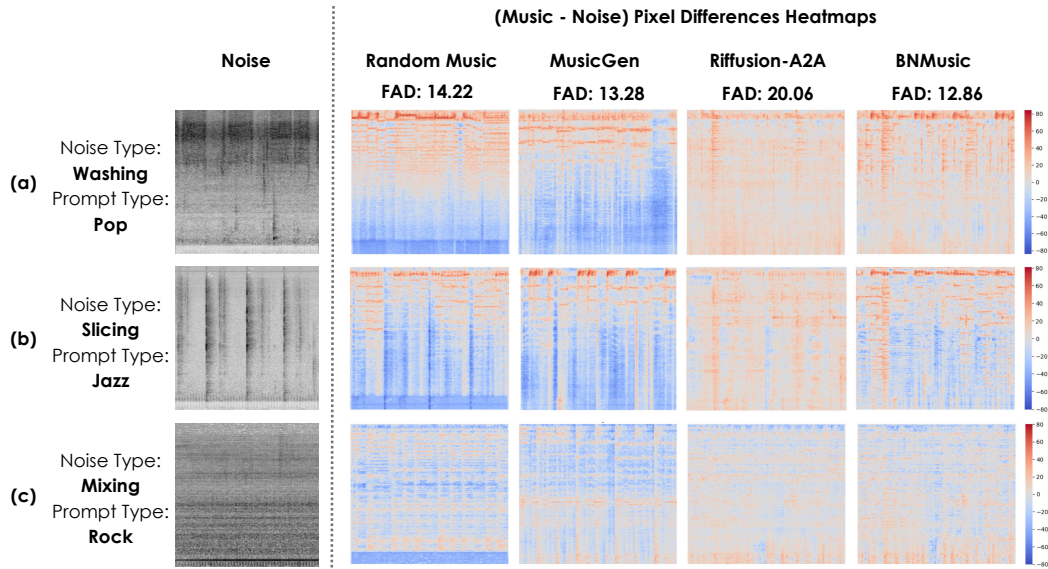 (Music - Noise) Pixel Differences Heatmaps
Noise
Random Music
MusicGen
Riffusion-A2A
BNMusic
FAD: 14.22
FAD: 13.28
FAD: 20.06
FAD: 12.86
(a)
Noise Type:
Washing
Prompt Type:
Pop
80
60
40
20
0
−20
−40
−60
−80
(b)
Noise Type:
Slicing
Prompt Type:
Jazz
80
60
40
20
0
−20
−40
−60
−80
(c)
Noise Type:
Mixing
Prompt Type:
Rock
80
60
40
20
0
−20
−40
−60
−80